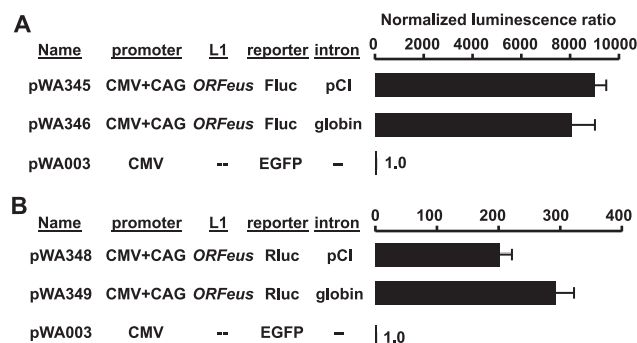 A
Normalized luminescence ratio
Name promoter L1 reporter intron
0 2000 4000 6000 8000 10000
pWA345 CMV+CAG ORFeus Fluc pCI
pWA346 CMV+CAG ORFeus Fluc globin
pWA003 CMV -- EGFP – 1.0
B
Name promoter L1 reporter intron
0 100 200 300 400
pWA348 CMV+CAG ORFeus Rluc pCI
pWA349 CMV+CAG ORFeus Rluc globin
pWA003 CMV -- EGFP – 1.0